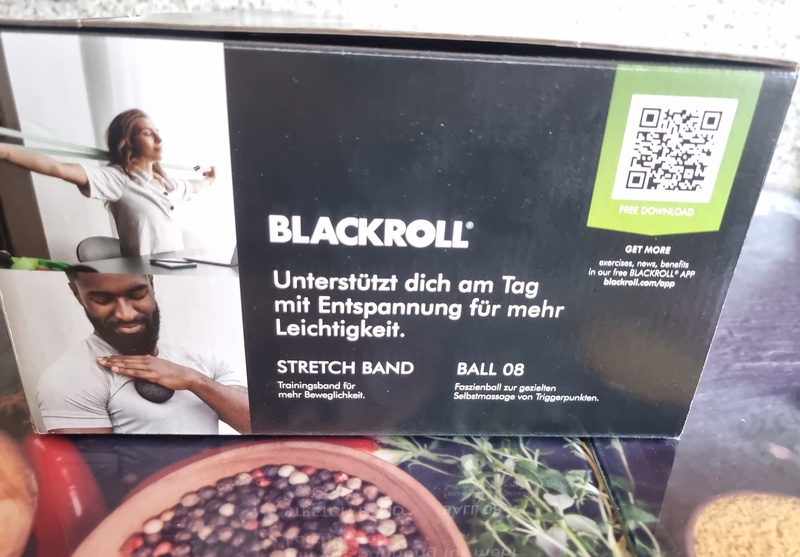 BLACKROLL®
Unterstützt dich am Tag
mit Entspannung für mehr
Leichtigkeit.
STRETCH BAND
Trainingsband für
mehr Beweglichkeit.
BALL 08
Faszienball zur gezielten
Selbstmassage von Triggerpunkten.
FREE DOWNLOAD
GET MORE
exercises, news, benefits
in our free BLACKROLL® APP
blackroll.com/app